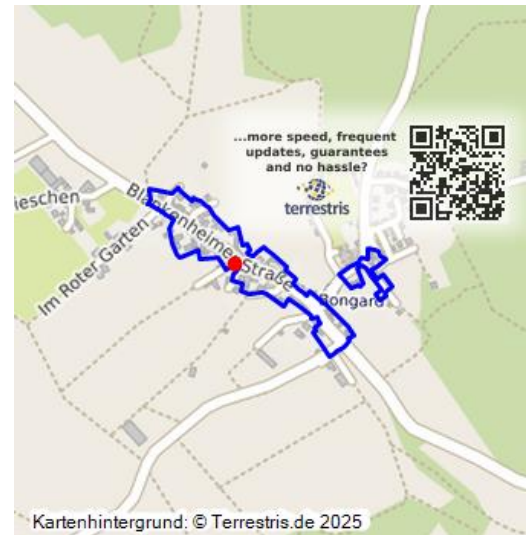 ...more speed, frequent
updates, guarantees
and no hassle?
terrestris
ieschen
Blankenheimer Straße
Im Roter Garten
Bongard
Kartenhintergrund: © Terrestris.de 2025